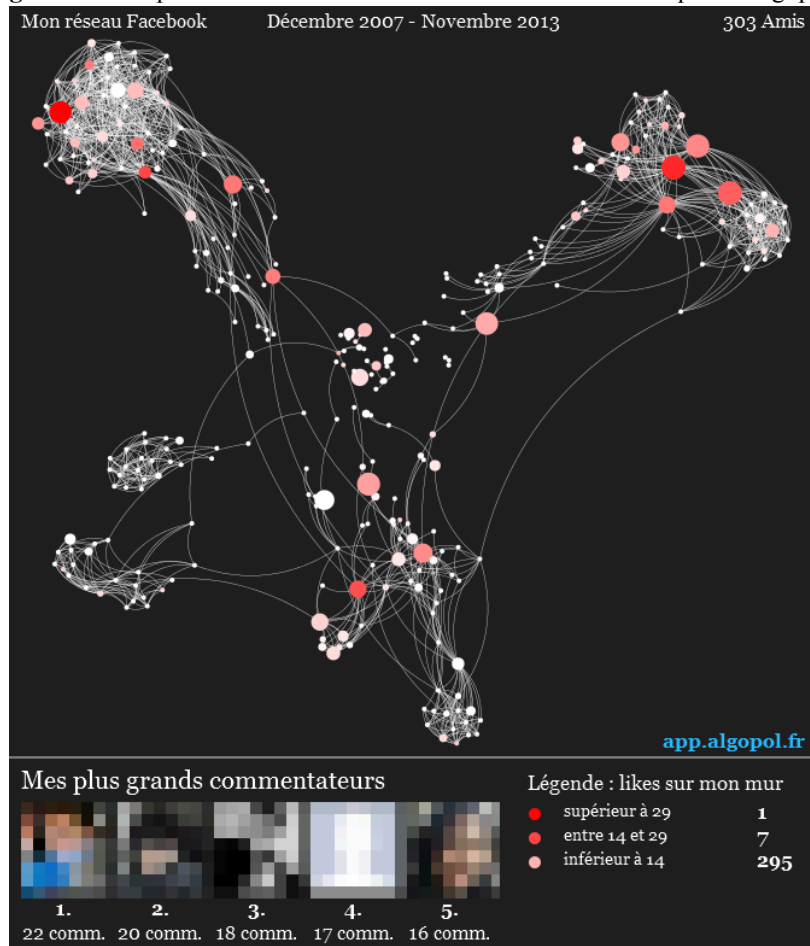 Mon réseau Facebook Décembre 2007 - Novembre 2013 303 Amis
app.algopol.fr
Mes plus grands commentateurs
1. 2. 3. 4. 5.
22 comm. 20 comm. 18 comm. 17 comm. 16 comm.
Légende : likes sur mon mur
supérieur à 29 1
entre 14 et 29 7
inférieur à 14 295